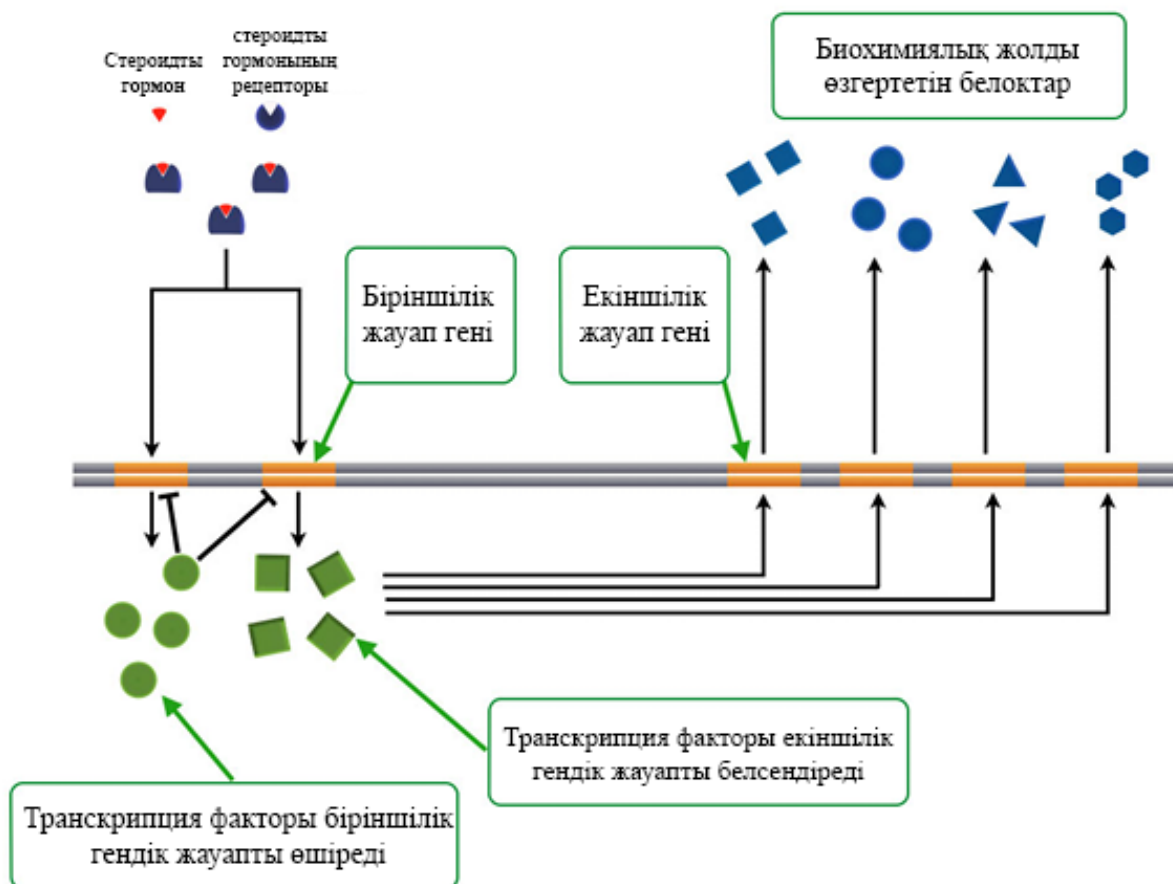 Стероидты
гормон
стероидты
гормонының
рецепторы
Биохимиялық жолды
өзгертетін белоктар
Біріншілік
жауап гені
Екіншілік
жауап гені
Транскрипция факторы екіншілік
гендік жауапты белсендіреді
Транскрипция факторы біріншілік
гендік жауапты өшіреді